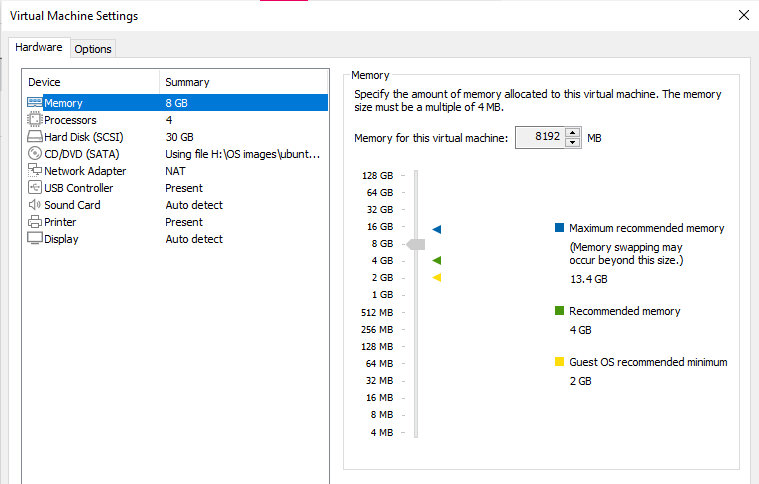 Virtual Machine Settings
Hardware Options
Device Summary
Memory 8 GB
Processors 4
Hard Disk (SCSI) 30 GB
CD/DVD (SATA) Using file H:\OS images\ubunt...
Network Adapter NAT
USB Controller Present
Sound Card Auto detect
Printer Present
Display Auto detect
Memory
Specify the amount of memory allocated to this virtual machine. The memory
size must be a multiple of 4 MB.
Memory for this virtual machine: 8192 MB
128 GB
64 GB
32 GB
16 GB
8 GB
4 GB
2 GB
1 GB
512 MB
256 MB
128 MB
64 MB
32 MB
16 MB
8 MB
4 MB
Maximum recommended memory
(Memory swapping may
occur beyond this size.)
13.4 GB
Recommended memory
4 GB
Guest OS recommended minimum
2 GB